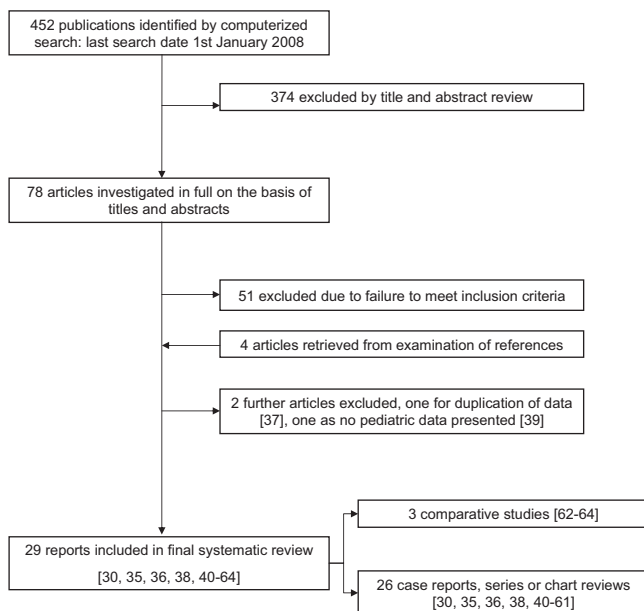 452 publications identified by computerized
search: last search date 1st January 2008
374 excluded by title and abstract review
78 articles investigated in full on the basis of
titles and abstracts
51 excluded due to failure to meet inclusion criteria
4 articles retrieved from examination of references
2 further articles excluded, one for duplication of data
[37], one as no pediatric data presented [39]
3 comparative studies [62-64]
29 reports included in final systematic review
[30, 35, 36, 38, 40-64]
26 case reports, series or chart reviews
[30, 35, 36, 38, 40-61]